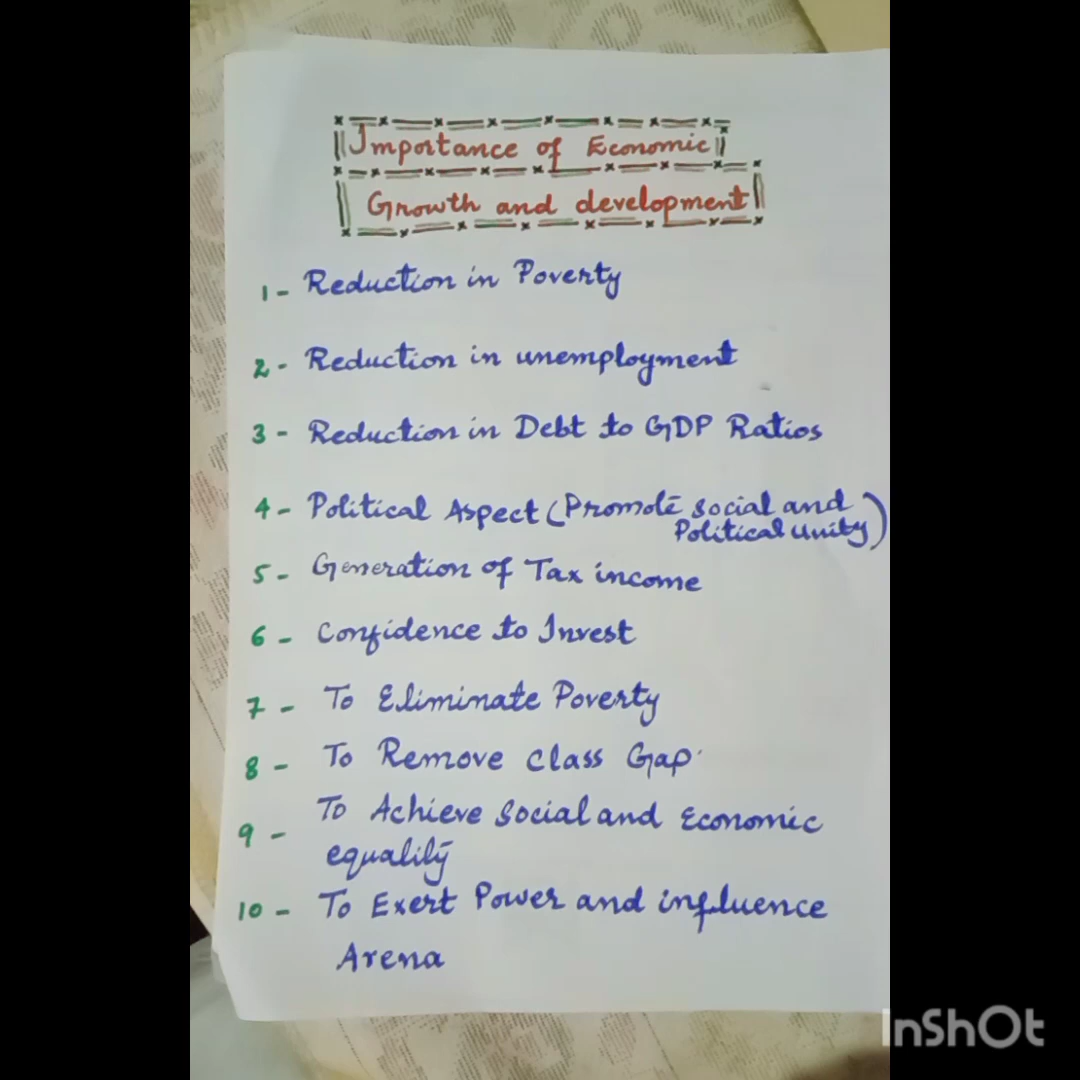 Importance of Economic
Growth and development
1- Reduction in Poverty
2- Reduction in unemployment
3- Reduction in Debt to GDP Ratios
4- Political Aspect (Promote social and
Political unity)
5- Generation of Tax income
6- Confidence to Invest
7- To Eliminate Poverty
8- To Remove class Gap
9- To Achieve social and Economic
equality
10- To Exert Power and influence
Arena
InShOt